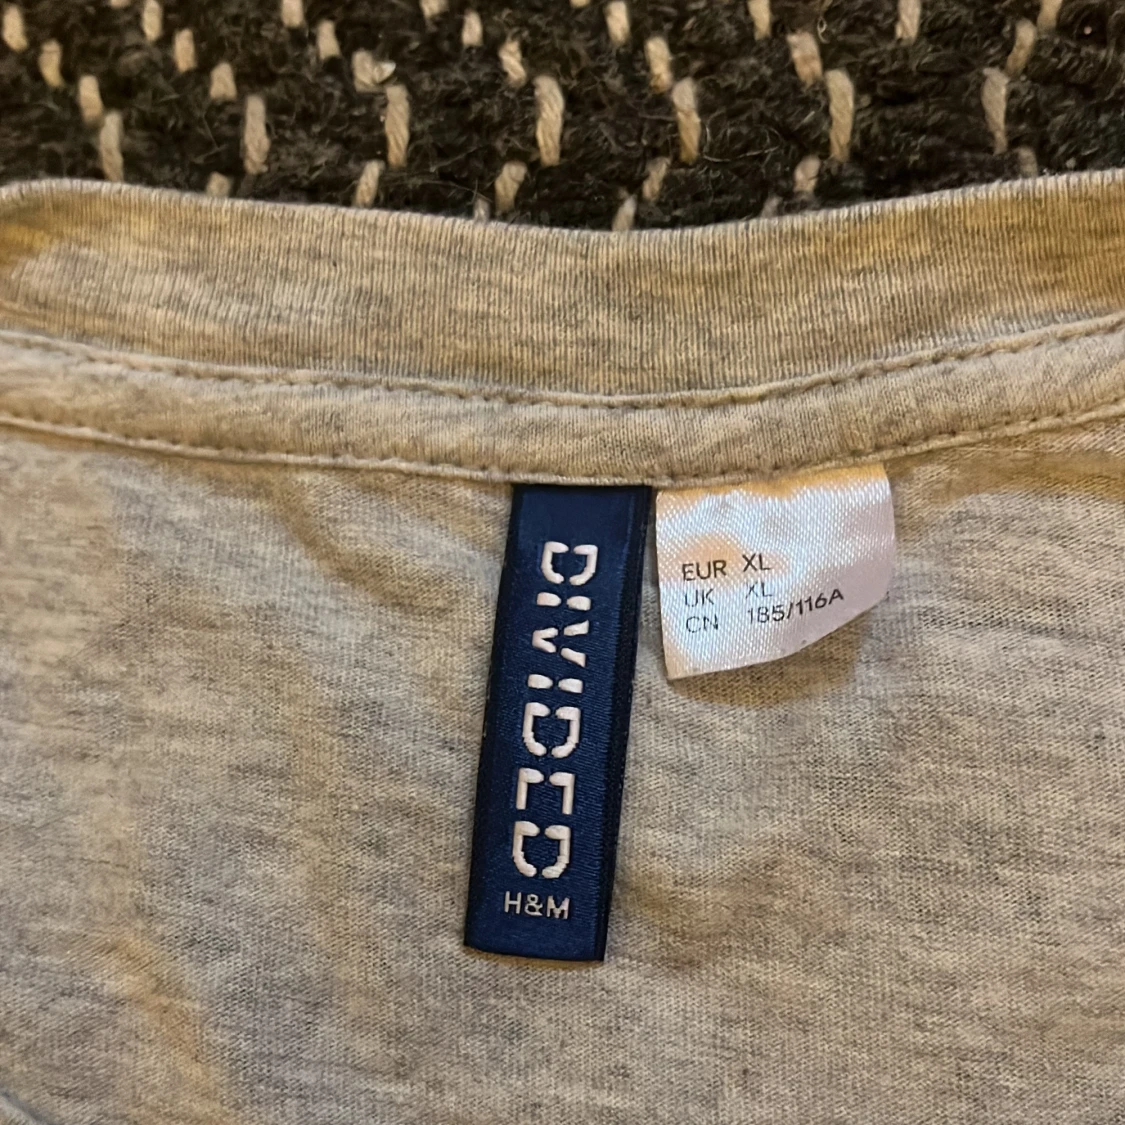 DIVIDED
H&M
EUR XL
UK XL
CN 185/116A